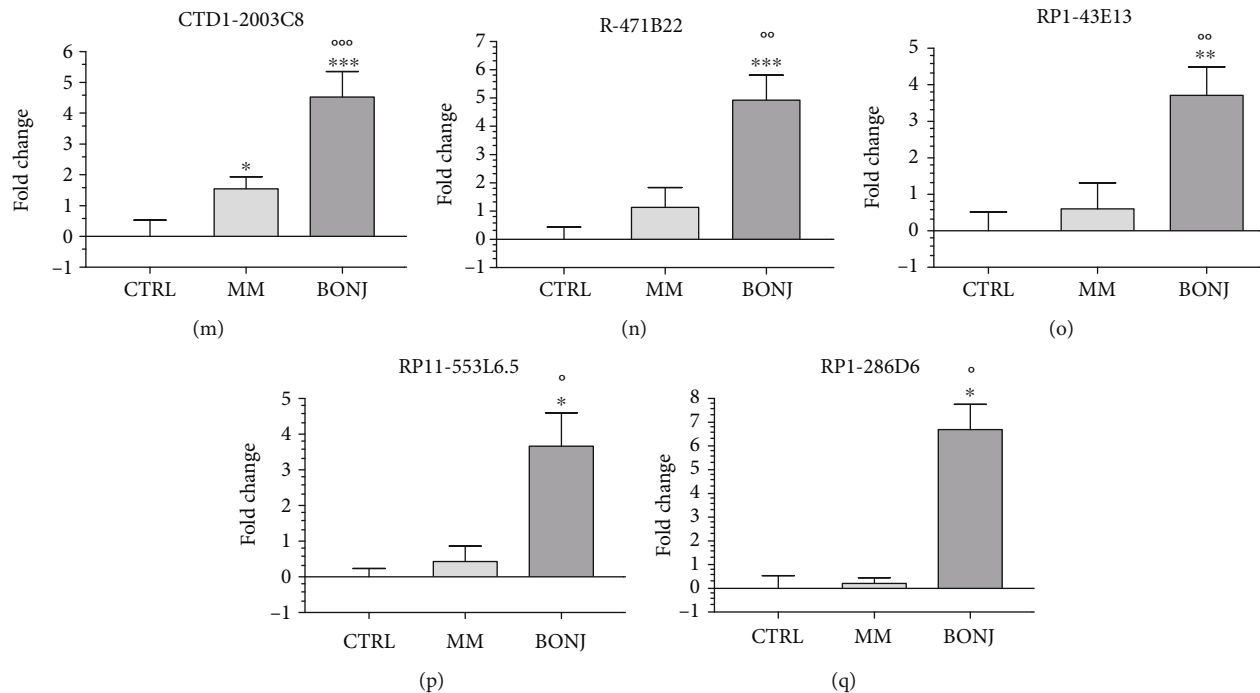 CTD1-2003C8
R-471B22
RP1-43E13
Fold change
6
5
4
3
2
1
0
−1
*
***
°°°
CTRL
MM
BONJ
(m)
Fold change
7
6
5
4
3
2
1
0
−1
***
°°
CTRL
MM
BONJ
(n)
Fold change
5
4
3
2
1
0
−1
**
°°
CTRL
MM
BONJ
(o)
RP11-553L6.5
RP1-286D6
Fold change
5
4
3
2
1
0
−1
*
°
CTRL
MM
BONJ
(p)
Fold change
8
7
6
5
4
3
2
1
0
−1
*
°
CTRL
MM
BONJ
(q)